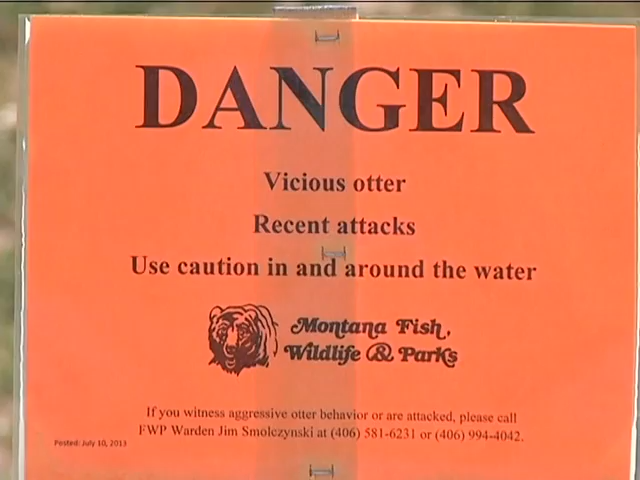 DANGER
Vicious otter
Recent attacks
Use caution in and around the water
Montana Fish,
Wildlife & Parks
If you witness aggressive otter behavior or are attacked, please call
FWP Warden Jim Smolczynski at (406) 581-6231 or (406) 994-4042.
Posted: July 10, 2013